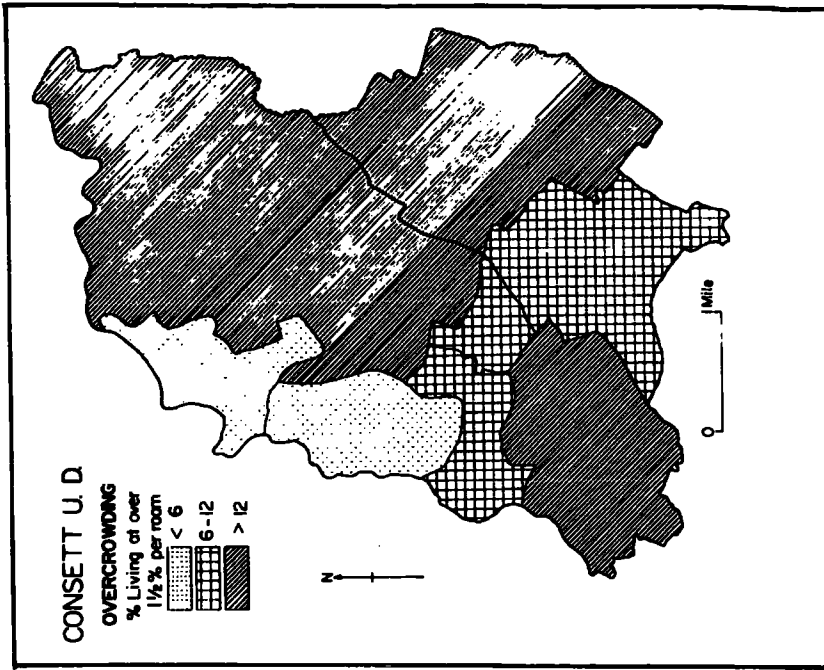 CONSETT U. D.
OVERCROWDING
% Living at over
1½% per room
< 6
6-12
> 12
N
0 1 Mile